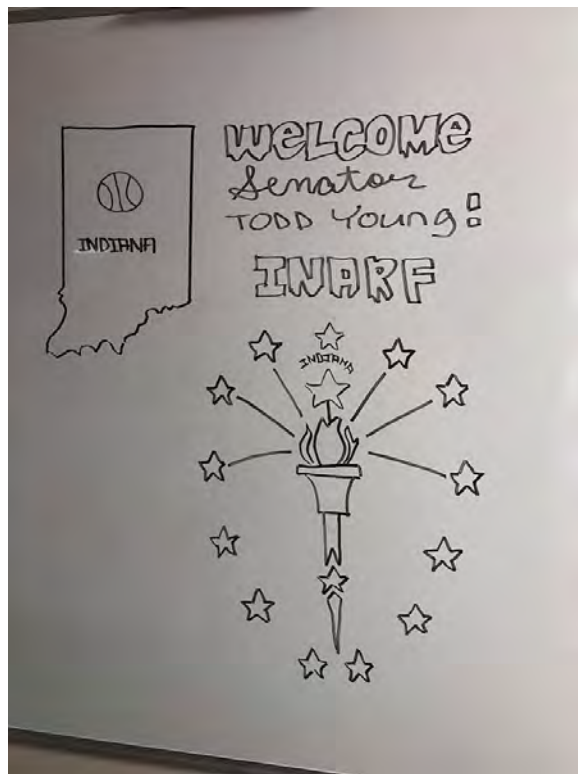 WELCOME
Senator
TODD Young!
INDIANA
INARF
INDIANA